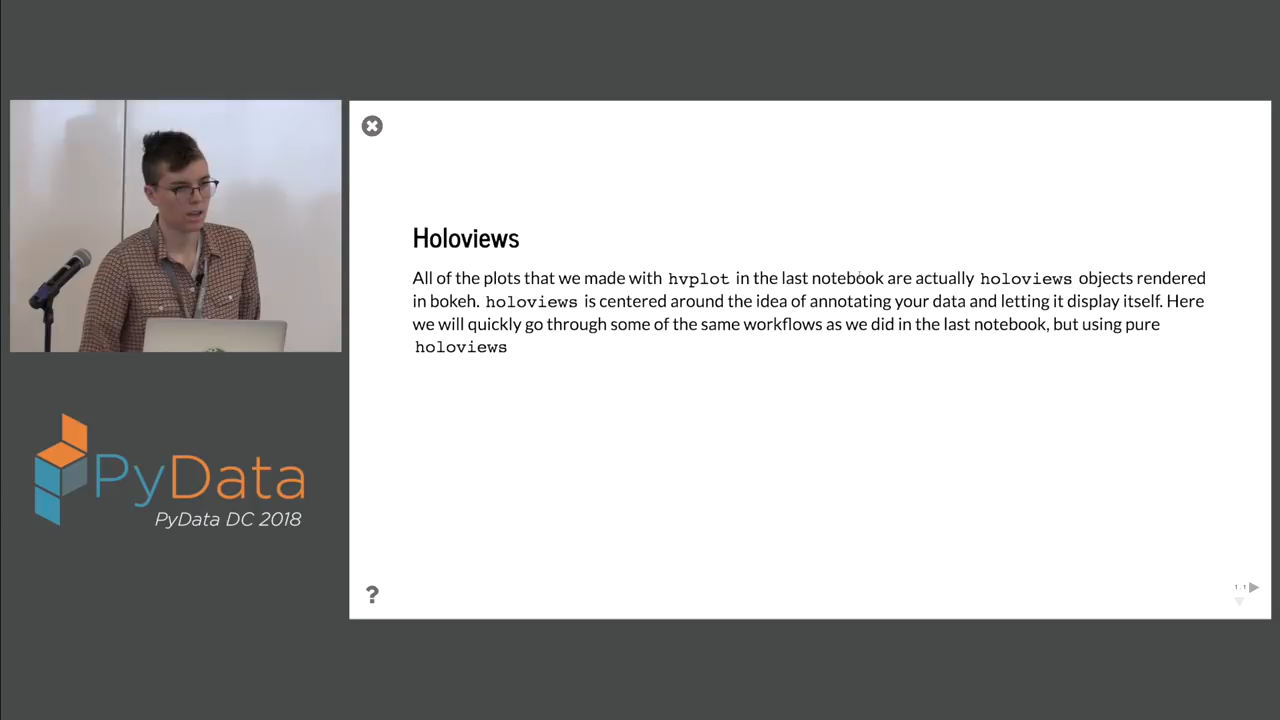 Holoviews
All of the plots that we made with hvplot in the last notebook are actually holoviews objects rendered
in bokeh. holoviews is centered around the idea of annotating your data and letting it display itself. Here
we will quickly go through some of the same workflows as we did in the last notebook, but using pure
holoviews
PyData
PyData DC 2018
?
1.1